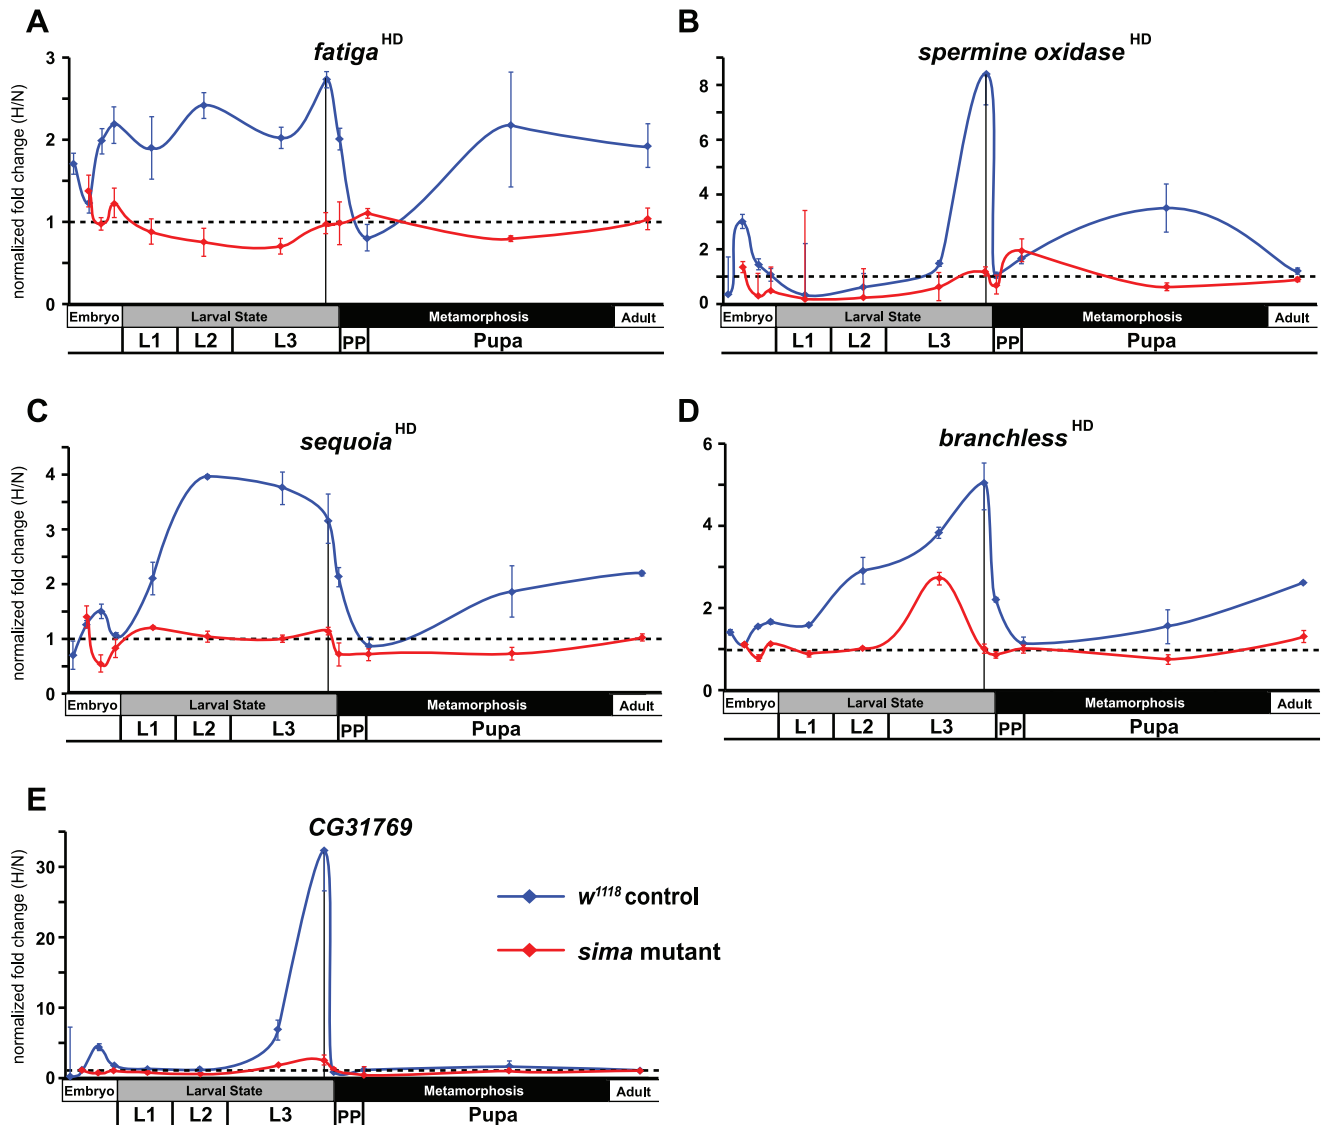 A
fatiga HD
normalized fold change (H/N)
3
2
1
0
Embryo Larval State Metamorphosis Adult
L1 L2 L3 PP Pupa
B
spermine oxidase HD
8
6
4
2
0
Embryo Larval State Metamorphosis Adult
L1 L2 L3 PP Pupa
C
sequoia HD
normalized fold change (H/N)
4
3
2
1
0
Embryo Larval State Metamorphosis Adult
L1 L2 L3 PP Pupa
D
branchless HD
6
4
2
0
Embryo Larval State Metamorphosis Adult
L1 L2 L3 PP Pupa
E
CG31769
normalized fold change (H/N)
30
20
10
0
Embryo Larval State Metamorphosis Adult
L1 L2 L3 PP Pupa
w1118 control
sima mutant